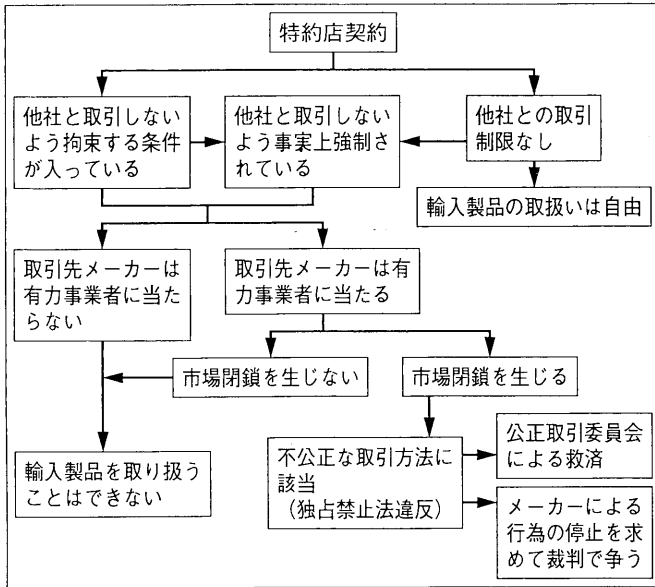 特約店契約
他社と取引しない
よう拘束する条件
が入っている
他社と取引しない
よう事実上強制さ
れている
他社との取引
制限なし
輸入製品の取扱いは自由
取引先メーカーは
有力事業者に当た
らない
取引先メーカーは有
力事業者に当たる
市場閉鎖を生じない
市場閉鎖を生じる
輸入製品を取り扱う
ことはできない
不公正な取引方法に
該当
（独占禁止法違反）
公正取引委員会
による救済
メーカーによる
行為の停止を求
めて裁判で争う